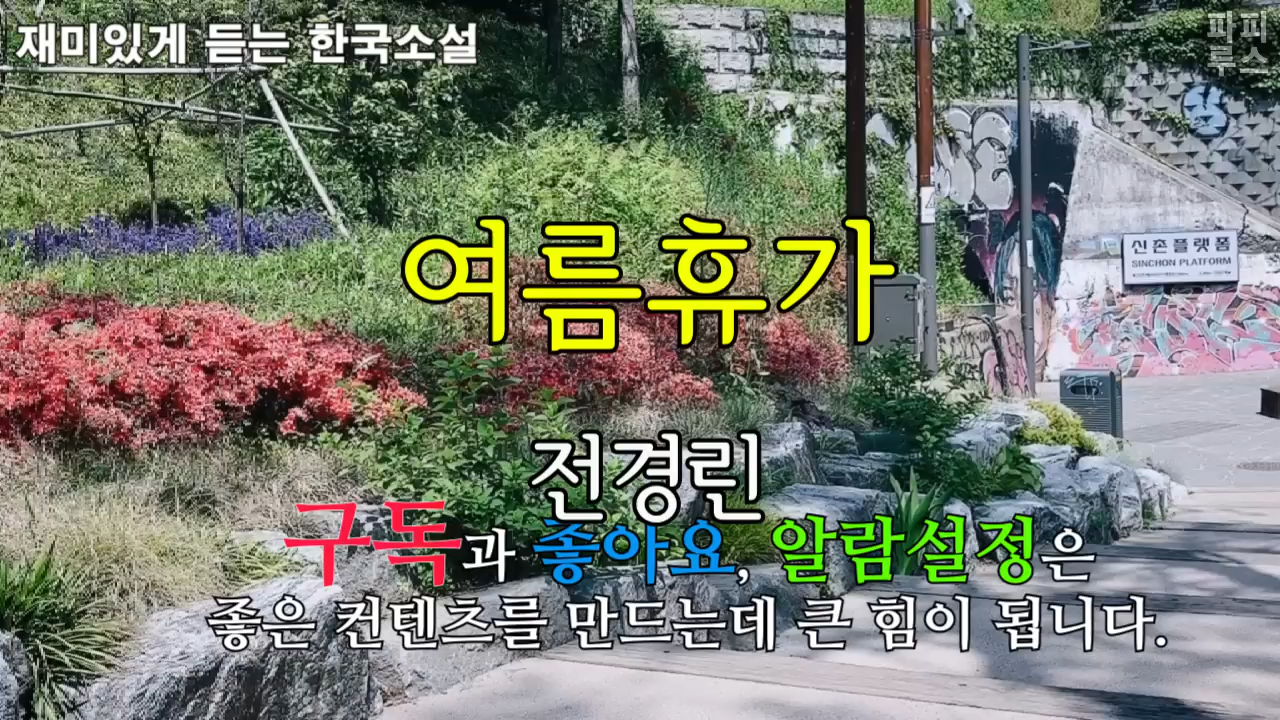 재미있게 듣는 한국소설
파피
루스
신촌플랫폼
SINCHON PLATFORM
여름휴가
전경린
구독과 좋아요, 알람설정은
좋은 컨텐츠를 만드는데 큰 힘이 됩니다.